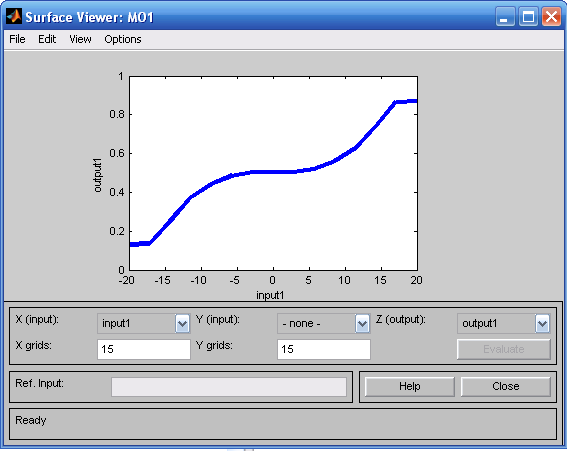 Surface Viewer: MO1
File Edit View Options
1
0.8
0.6
0.4
0.2
0
output1
-20 -15 -10 -5 0 5 10 15 20
input1
X (input): input1 Y (input): - none - Z (output): output1
X grids: 15 Y grids: 15 Evaluate
Ref. Input: Help Close
Ready